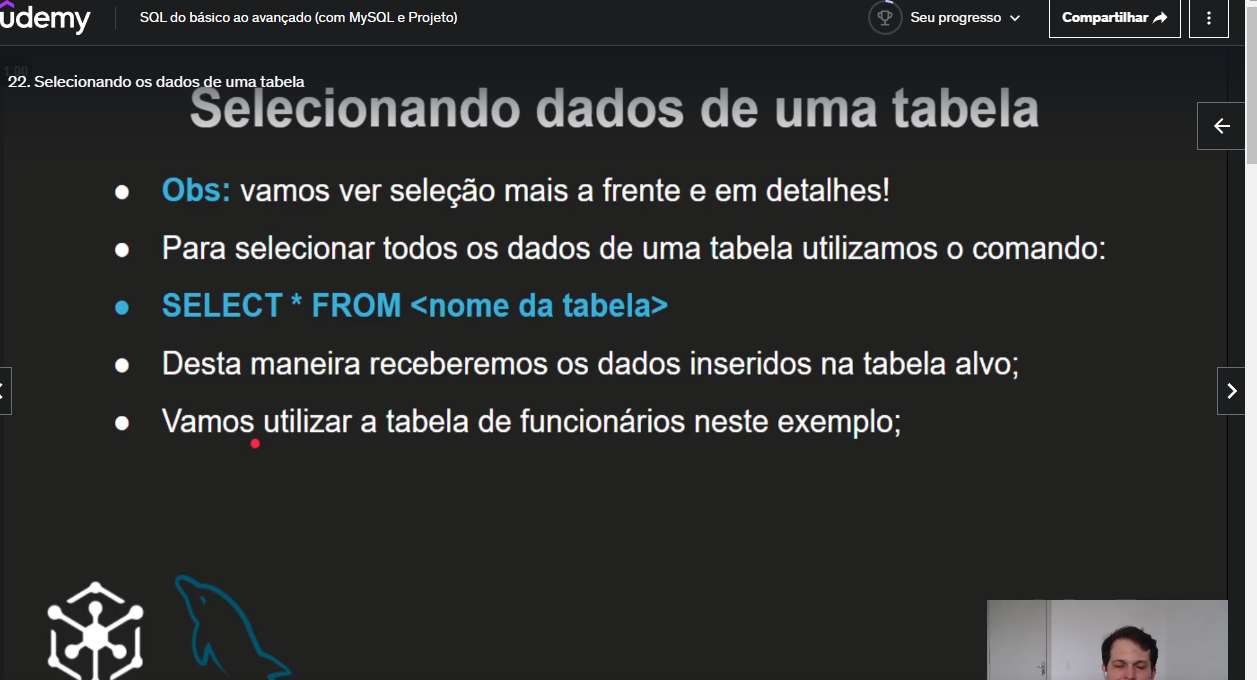 udemy
SQL do básico ao avançado (com MySQL e Projeto)
Seu progresso
Compartilhar
22. Selecionando os dados de uma tabela
Selecionando dados de uma tabela
Obs: vamos ver seleção mais a frente e em detalhes!
Para selecionar todos os dados de uma tabela utilizamos o comando:
SELECT * FROM <nome da tabela>
Desta maneira receberemos os dados inseridos na tabela alvo;
Vamos utilizar a tabela de funcionários neste exemplo;